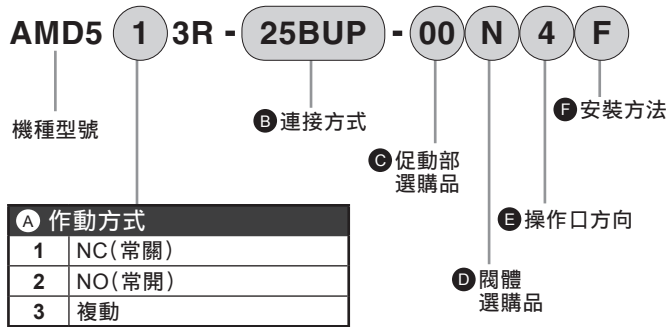 AMD5 1 3R - 25BUP - 00 N 4 F
機種型號
B 連接方式
F 安裝方法
C 促動部
選購品
E 操作口方向
D 閥體
選購品
A 作動方式
1 NC(常關)
2 NO(常開)
3 複動